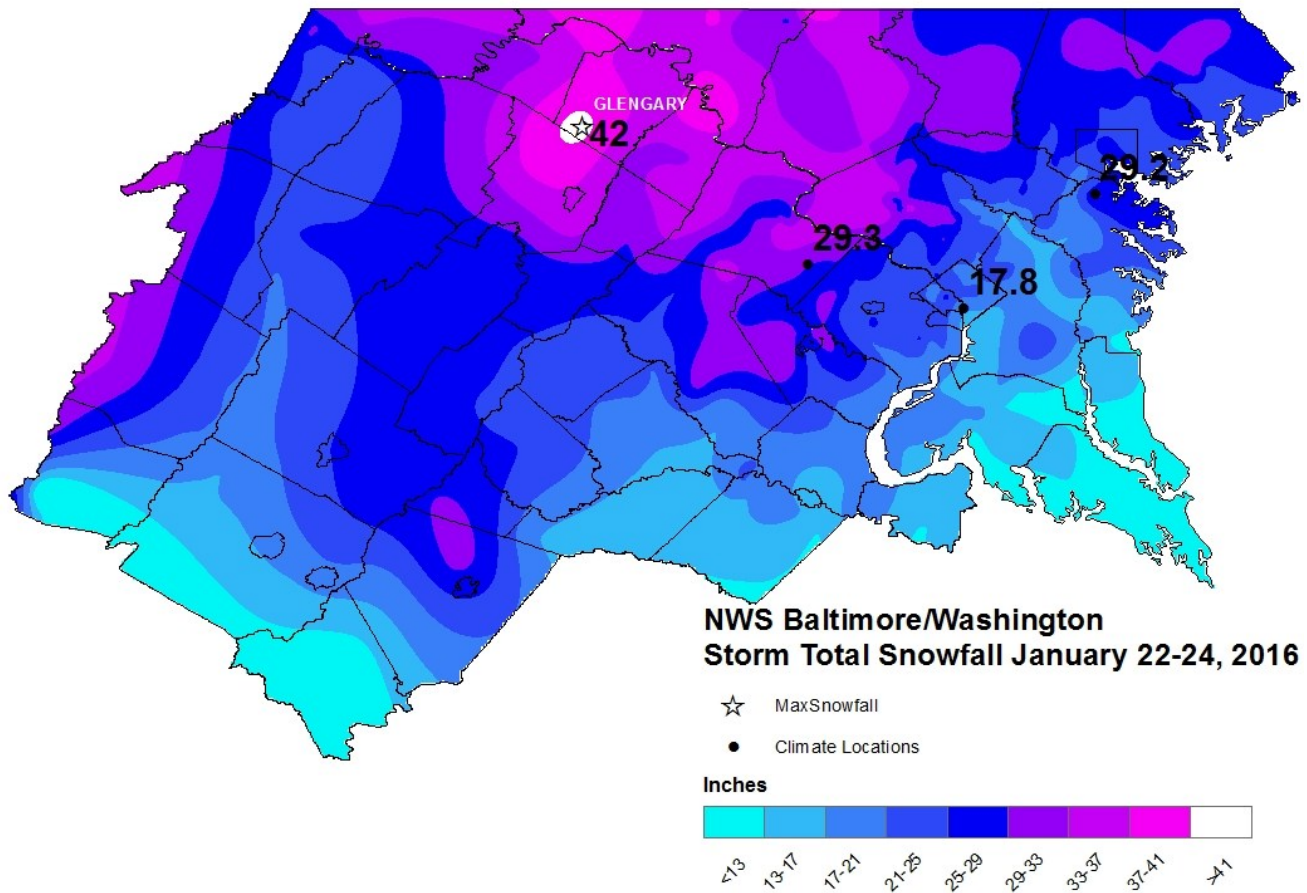 GLENGARY
42
29.2
29.3
17.8
NWS Baltimore/Washington
Storm Total Snowfall January 22-24, 2016
MaxSnowfall
Climate Locations
Inches
<13 13-17 17-21 21-25 25-29 29-33 33-37 37-41 >41